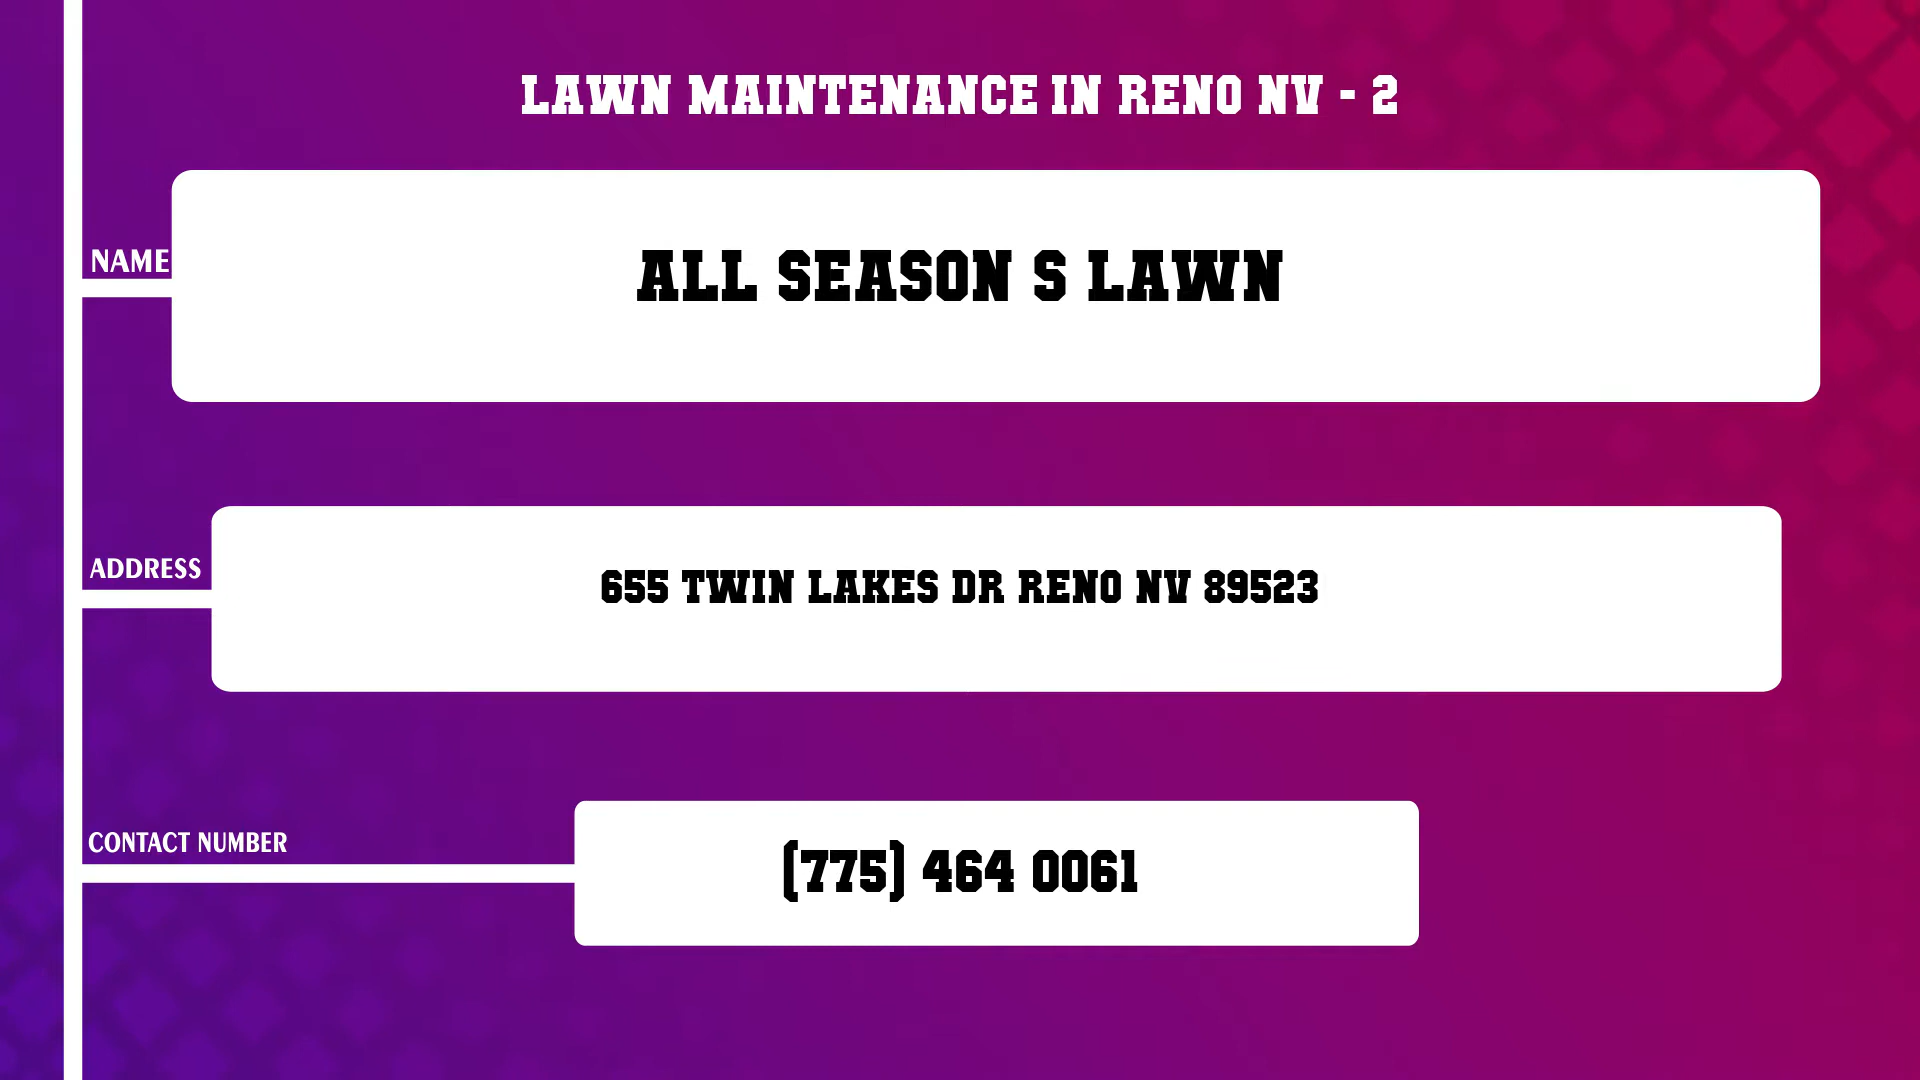 LAWN MAINTENANCE IN RENO NV - 2
NAME
ALL SEASON S LAWN
ADDRESS
655 TWIN LAKES DR RENO NV 89523
CONTACT NUMBER
(775) 464 0061